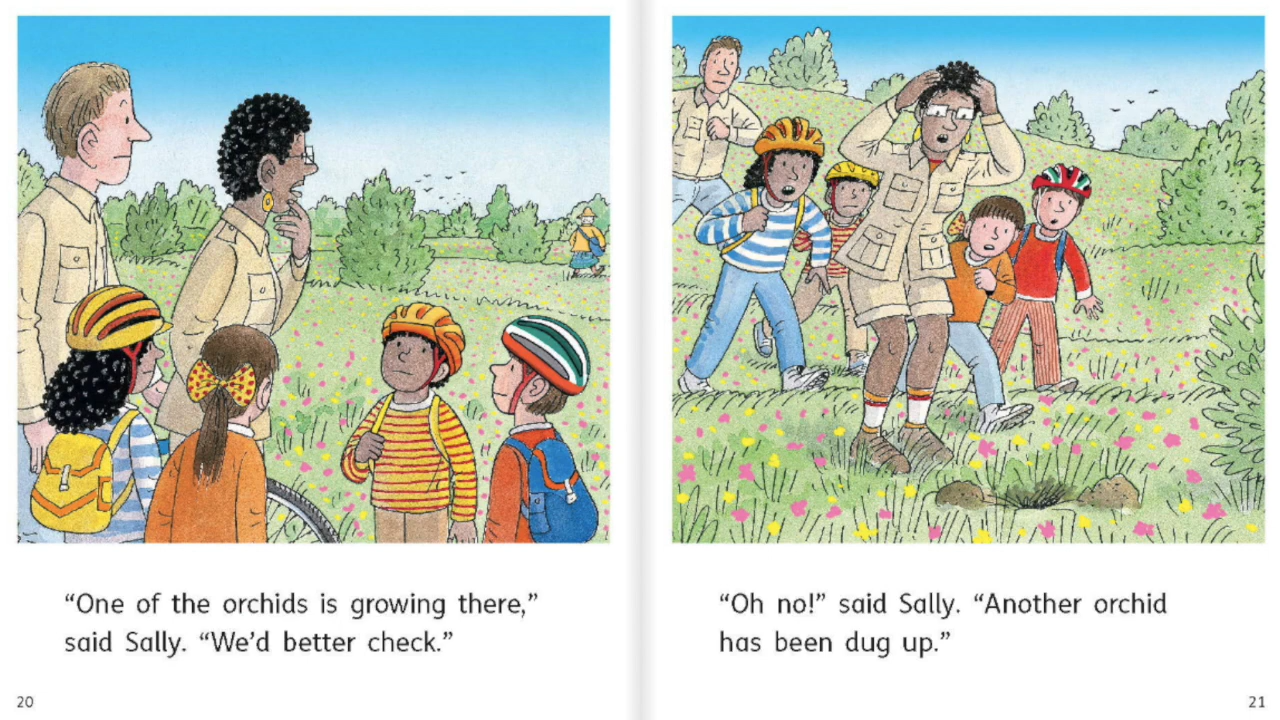 “One of the orchids is growing there,”
said Sally. “We’d better check.”
20
“Oh no!” said Sally. “Another orchid
has been dug up.”
21